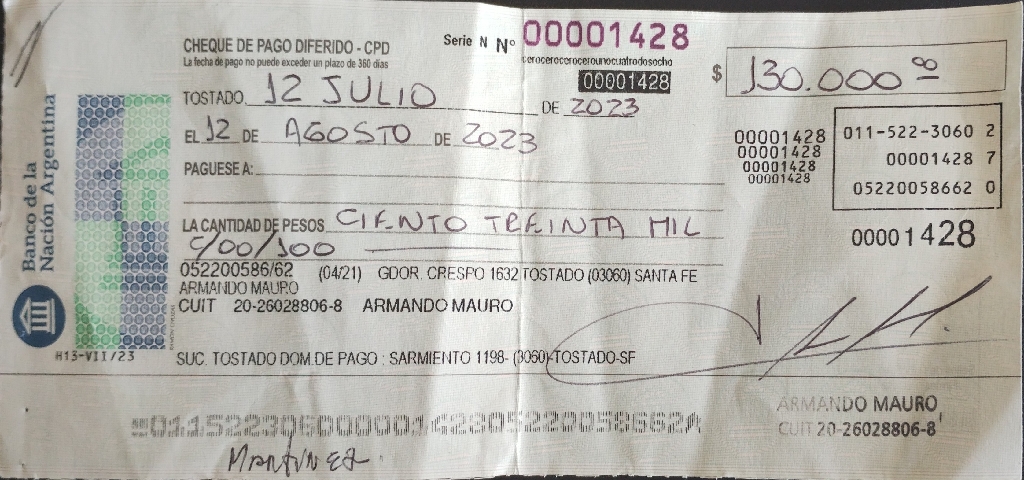 CHEQUE DE PAGO DIFERIDO - CPD
La fecha de pago no puede exceder un plazo de 360 días
Serie N Nº 00001428
cerocerocerocerounocuatrodosocho
00001428
$ 130.000 00
TOSTADO, 12 JULIO DE 2023
EL 12 DE AGOSTO DE 2023
PAGUESE A:
00001428
00001428
00001428
00001428
011-522-3060 2
00001428 7
05220058662 0
00001428
LA CANTIDAD DE PESOS CIENTO TREINTA MIL
C/00/100
052200586/62 (04/21) GDOR. CRESPO 1632 TOSTADO (03060) SANTA FE
ARMANDO MAURO
CUIT 20-26028806-8 ARMANDO MAURO
SUC. TOSTADO DOM DE PAGO : SARMIENTO 1198- (3060)-TOSTADO-SF
Banco de la
Nación Argentina
H13-VII/23
ARMANDO MAURO
CUIT 20-26028806-8
01152230600000142805220058662
MARTINEZ